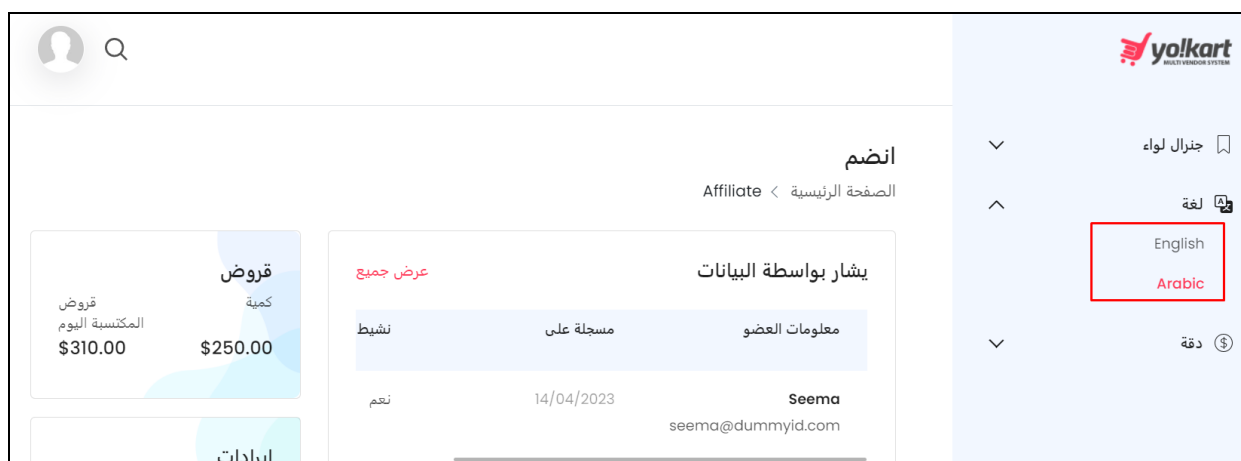 yo!kart
MULTI VENDOR SYSTEM
جنرال لواء
لغة
English
Arabic
دقة
انضم
الصفحة الرئيسية > Affiliate
يشار بواسطة البيانات
عرض جميع
معلومات العضو مسجلة على نشيط
Seema 14/04/2023 نعم
seema@dummyid.com
قروض
كمية
$250.00
قروض
المكتسبة اليوم
$310.00
ايرادات